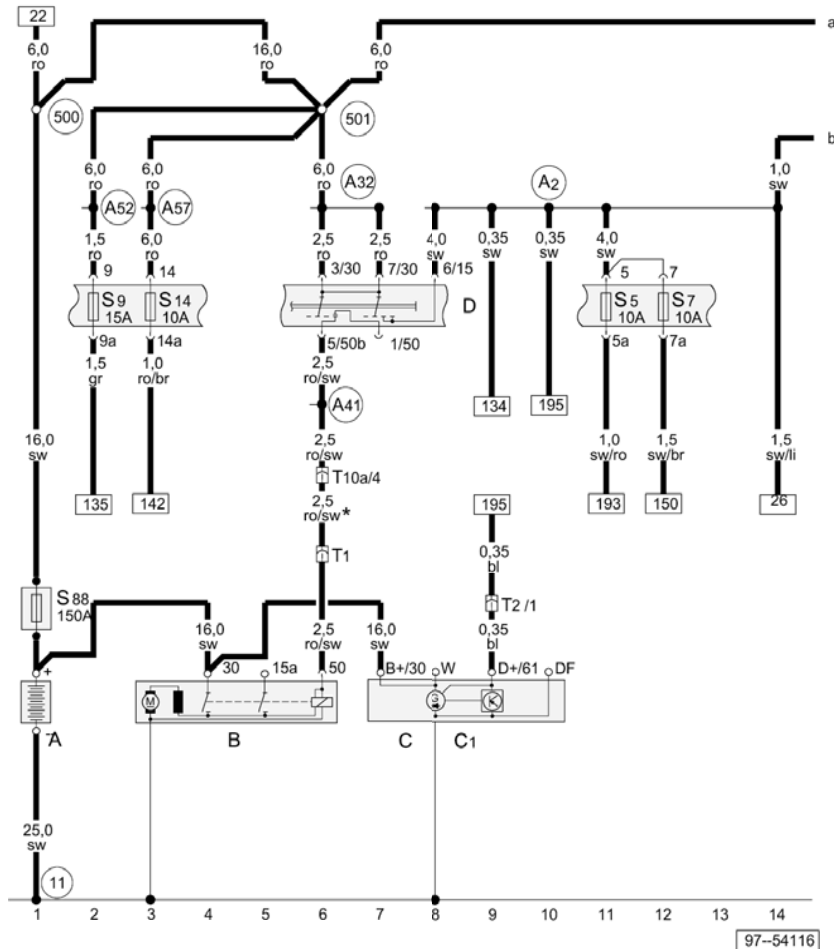 22
a
6,0 16,0 6,0
ro ro ro
500 501
b
6,0 6,0 6,0 1,0
ro ro ro sw
A52 A57 A32 A2
1,5 6,0 2,5 2,5 4,0 0,35 0,35 4,0
ro ro ro ro sw sw sw sw
9 14 3/30 7/30 6/15 5 7
S9 S14 D S5 S7
15A 10A 10A 10A
9a 14a 5/50b 1/50 5a 7a
1,5 1,0 2,5
gr ro/br ro/sw
A41 134 195
16,0 2,5 1,0 1,5 1,5
sw ro/sw sw/ro sw/br sw/li
T10a/4
135 142 2,5 195 193 150 26
ro/sw*
T1 0,35
bl
S88 T2/1
150A
16,0 2,5 16,0 0,35
sw ro/sw sw bl
+ 30 15a 50 B+/30 W D+/61 DF
M G K
− A B C C1
25,0
sw
11
1 2 3 4 5 6 7 8 9 10 11 12 13 14
97--54116